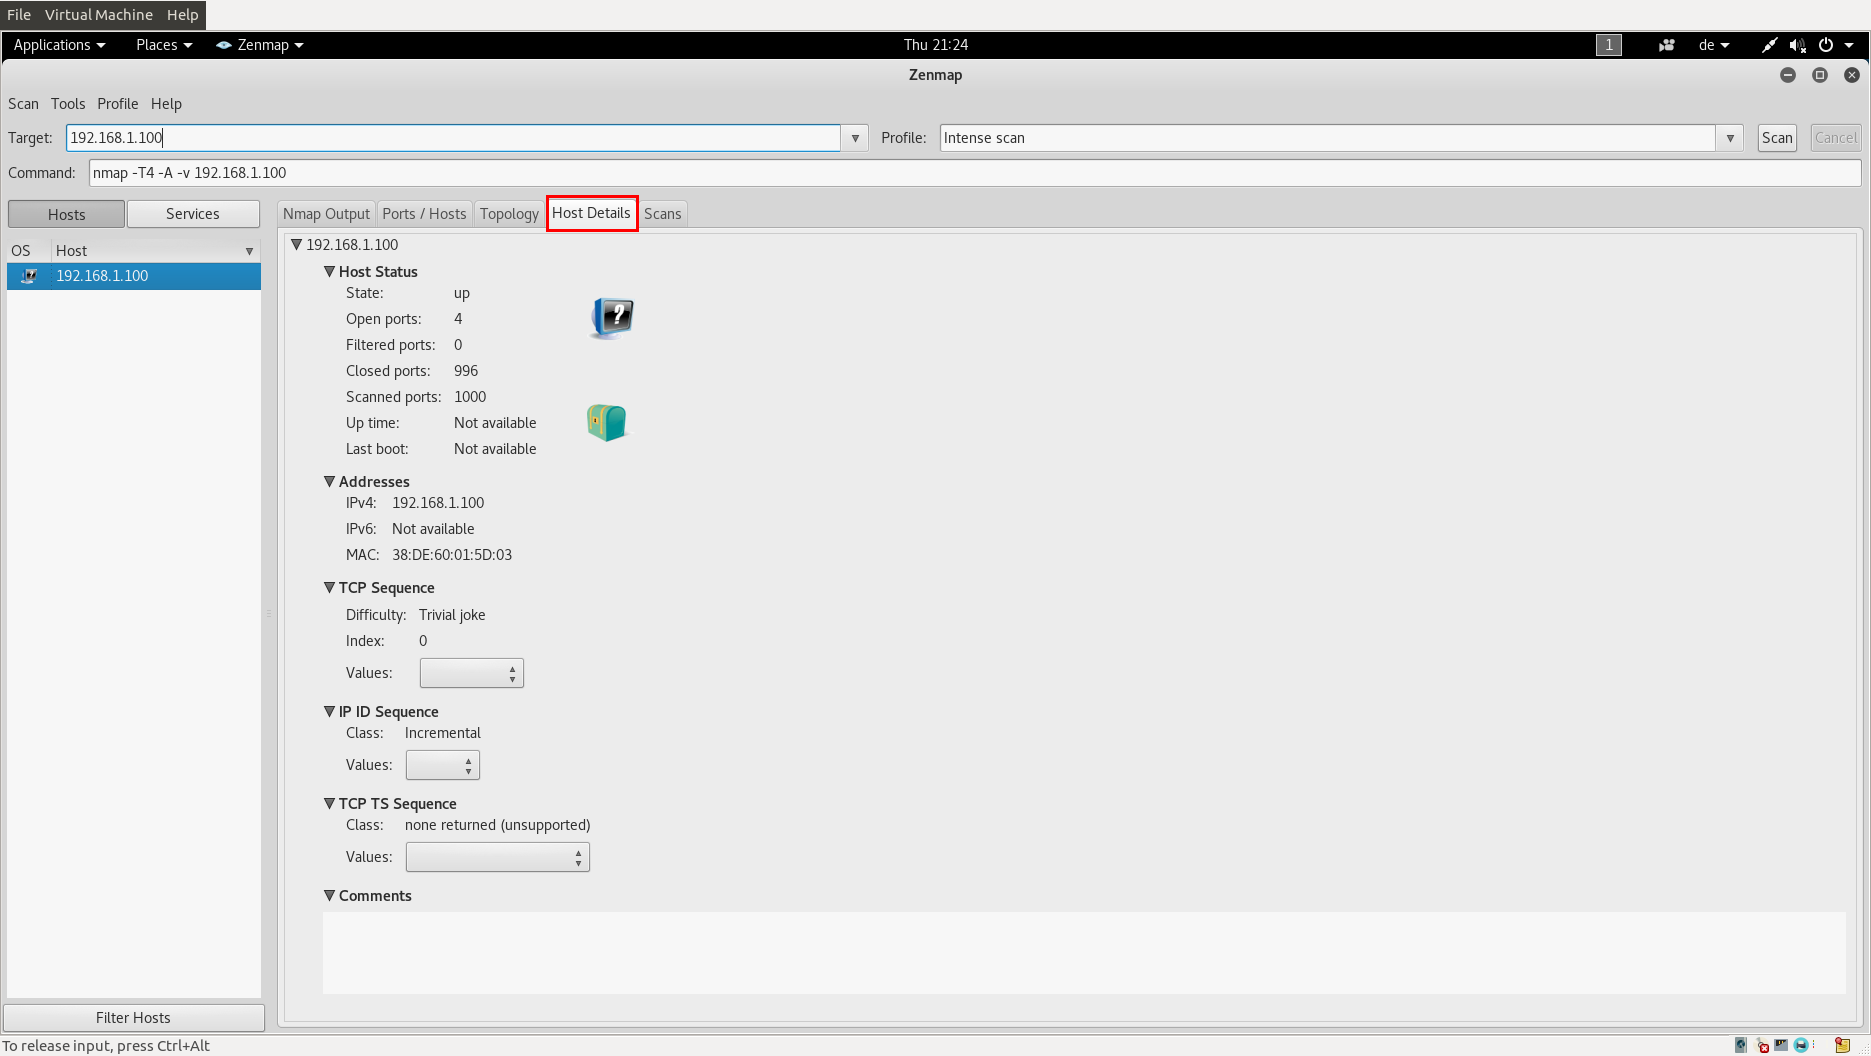 File Virtual Machine Help
Applications Places Zenmap Thu 21:24 1 de
Zenmap
Scan Tools Profile Help
Target: 192.168.1.100 Profile: Intense scan Scan Cancel
Command: nmap -T4 -A -v 192.168.1.100
Hosts Services Nmap Output Ports / Hosts Topology Host Details Scans
OS Host
192.168.1.100
192.168.1.100
Host Status
State: up
Open ports: 4
Filtered ports: 0
Closed ports: 996
Scanned ports: 1000
Up time: Not available
Last boot: Not available
Addresses
IPv4: 192.168.1.100
IPv6: Not available
MAC: 38:DE:60:01:5D:03
TCP Sequence
Difficulty: Trivial joke
Index: 0
Values:
IP ID Sequence
Class: Incremental
Values:
TCP TS Sequence
Class: none returned (unsupported)
Values:
Comments
Filter Hosts
To release input, press Ctrl+Alt